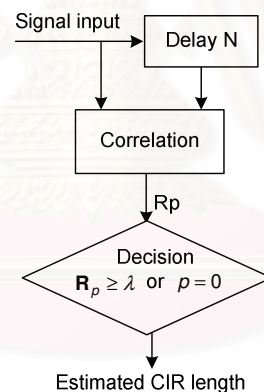 Signal input
Delay N
Correlation
Rp
Decision
𝐑ₚ ≥ λ or p = 0
Estimated CIR length